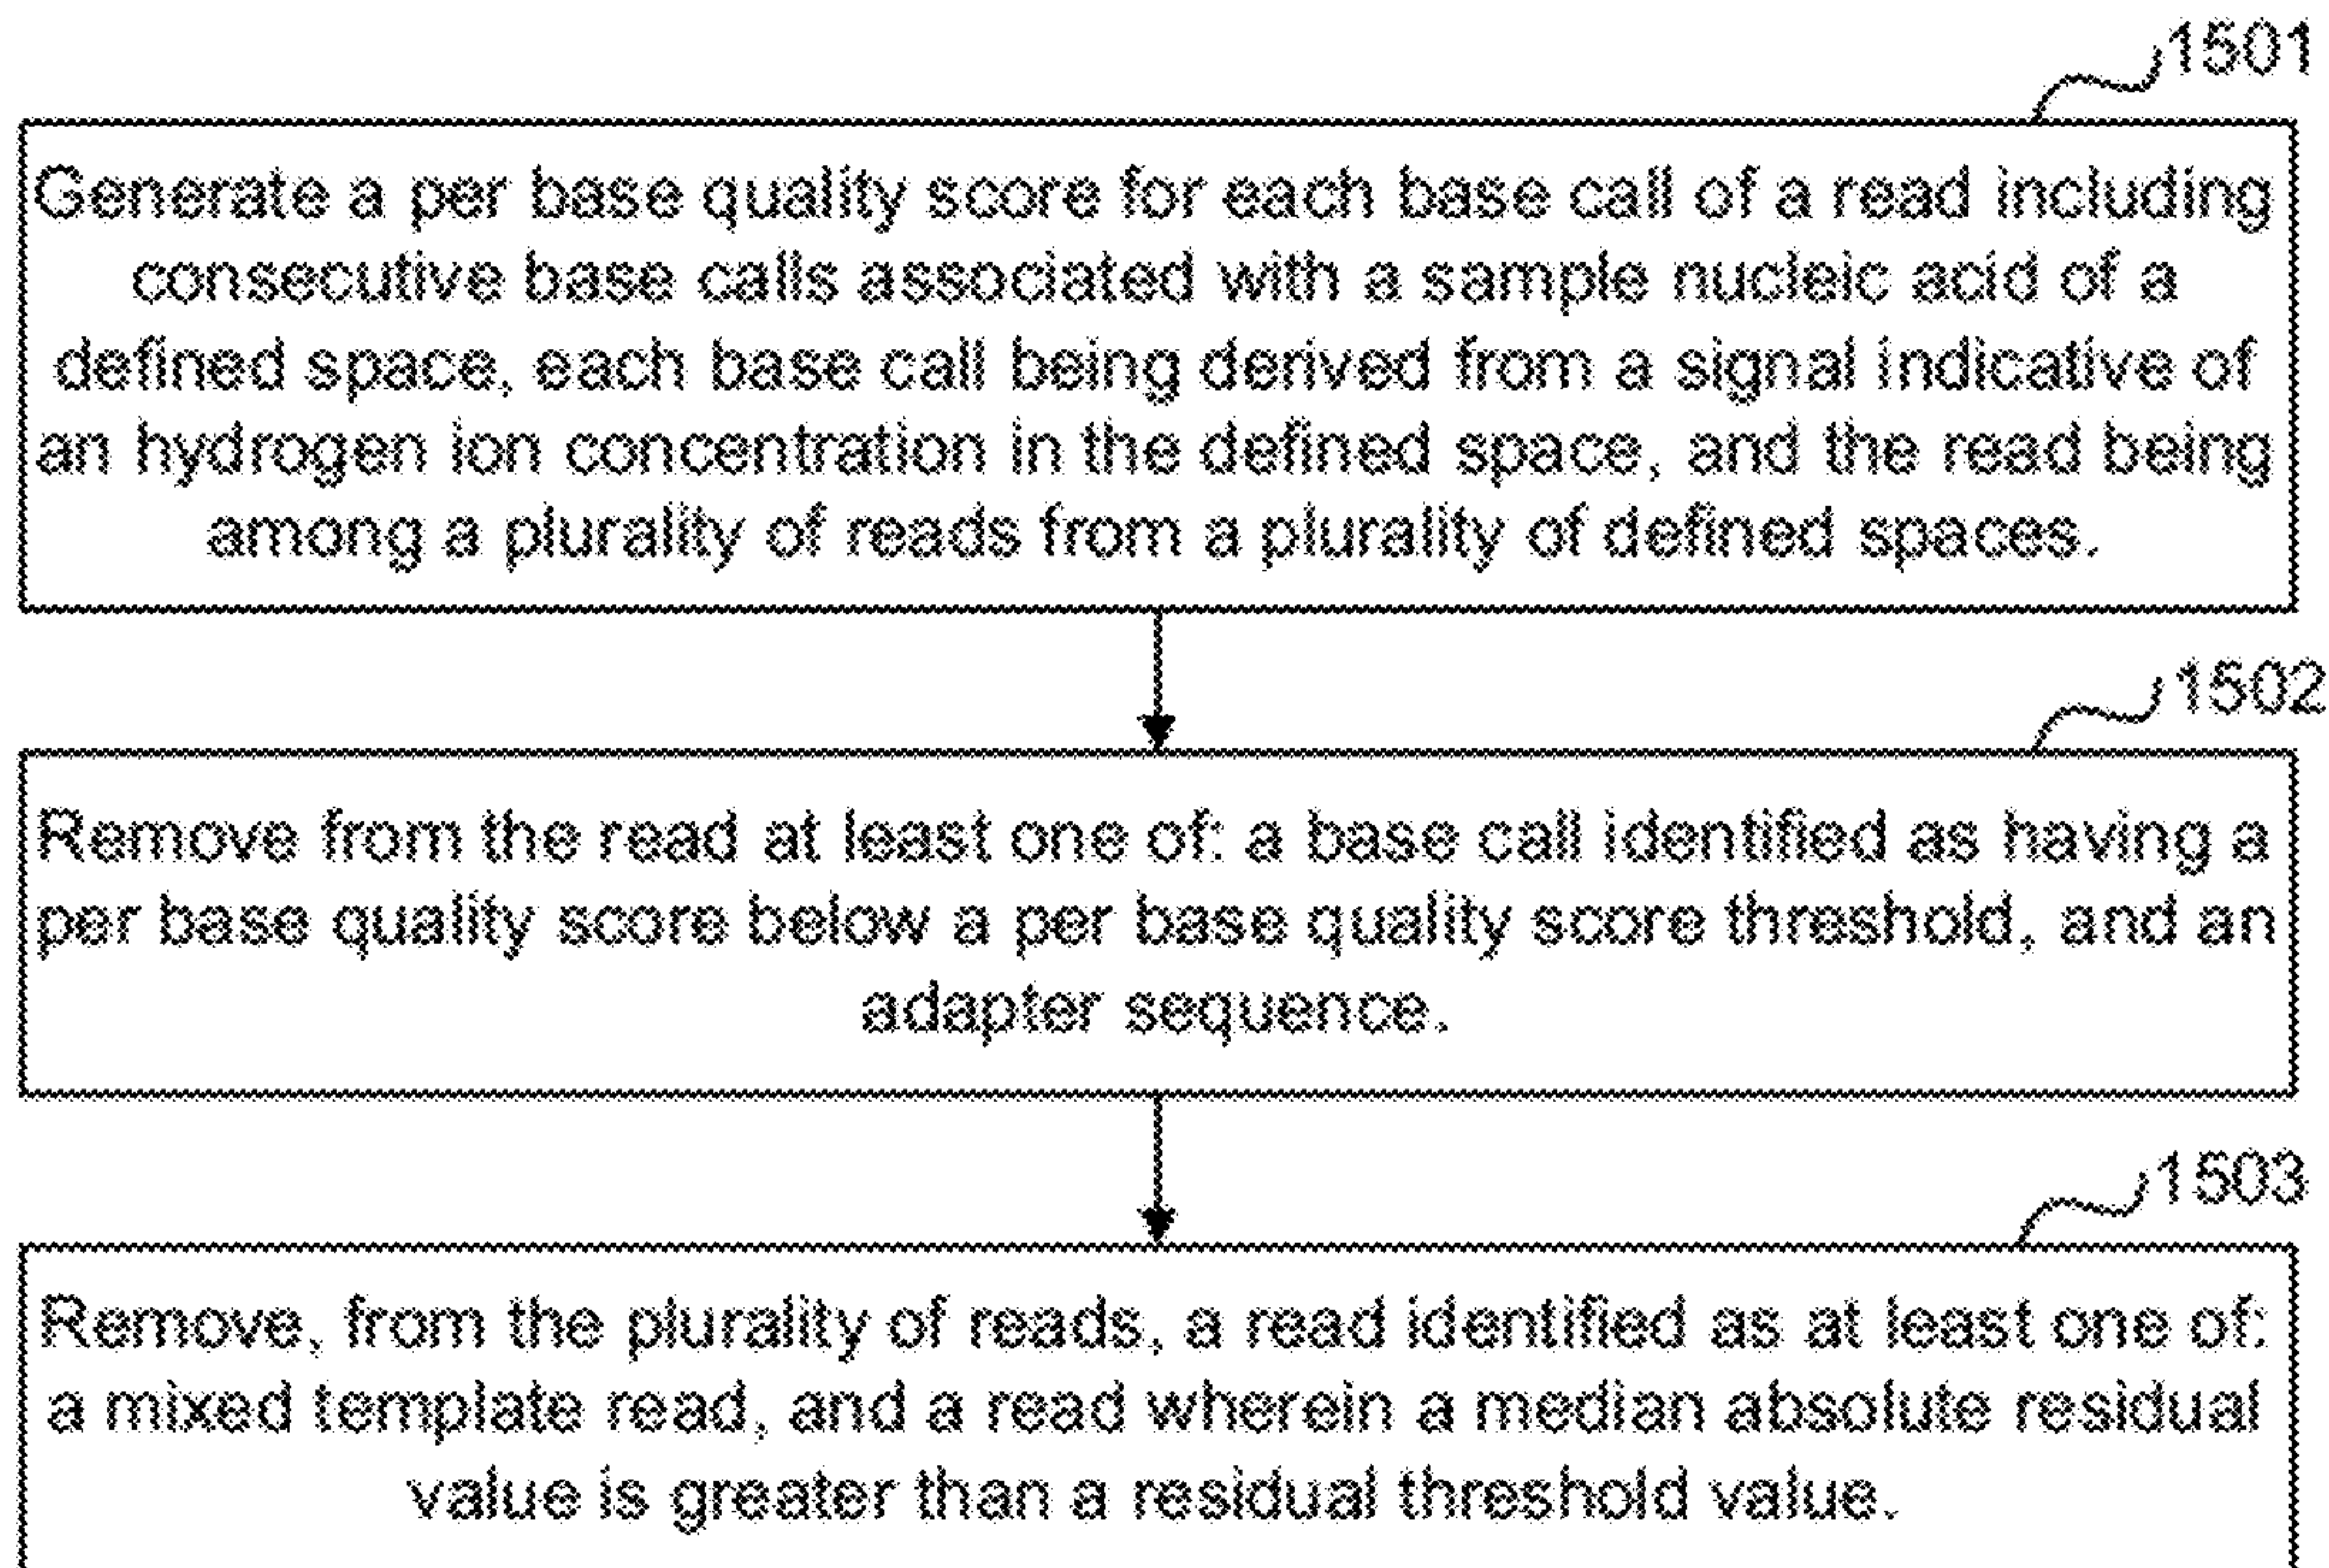 1501
Generate a per base quality score for each base call of a read including
consecutive base calls associated with a sample nucleic acid of a
defined space, each base call being derived from a signal indicative of
an hydrogen ion concentration in the defined space, and the read being
among a plurality of reads from a plurality of defined spaces.
1502
Remove from the read at least one of: a base call identified as having a
per base quality score below a per base quality score threshold, and an
adapter sequence.
1503
Remove, from the plurality of reads, a read identified as at least one of:
a mixed template read, and a read wherein a median absolute residual
value is greater than a residual threshold value.